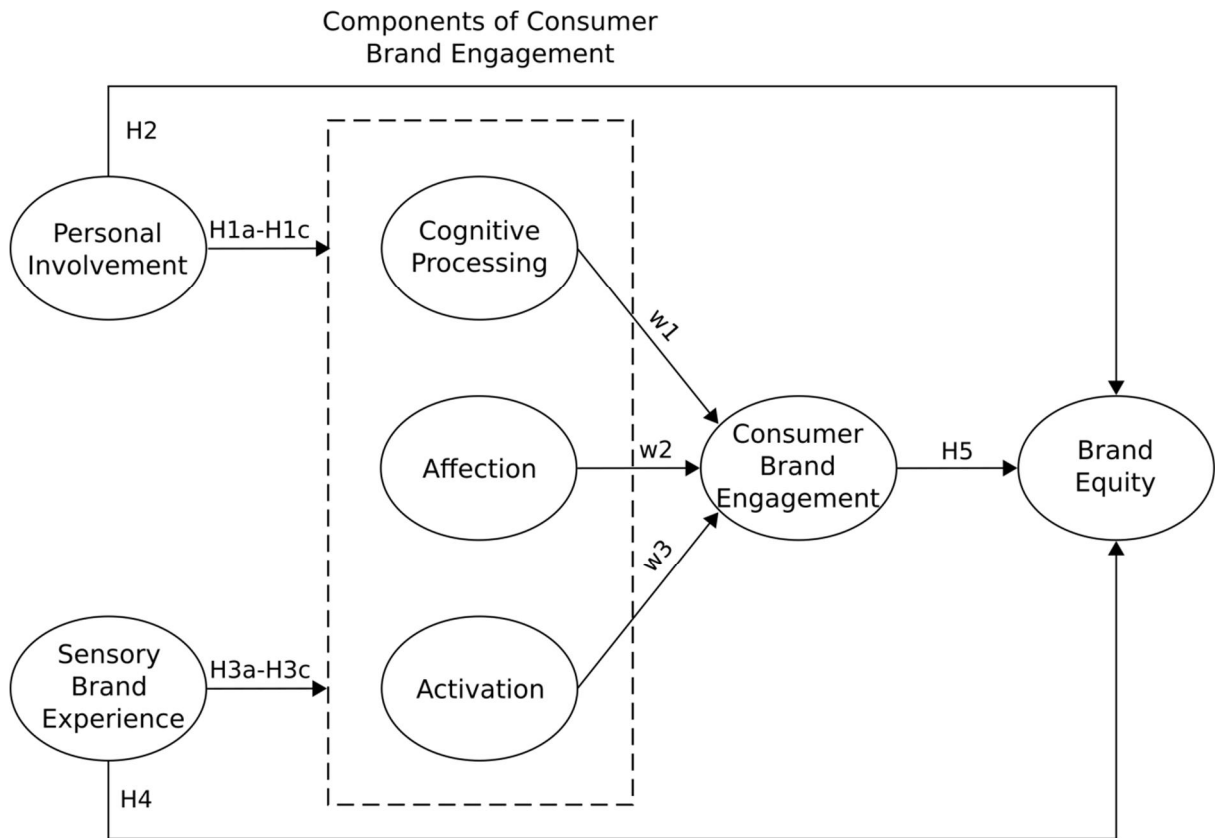 Components of Consumer
Brand Engagement
H2
Personal
Involvement
H1a-H1c
Cognitive
Processing
w1
Affection
w2
Consumer
Brand
Engagement
H5
Brand
Equity
w3
Sensory
Brand
Experience
H3a-H3c
Activation
H4